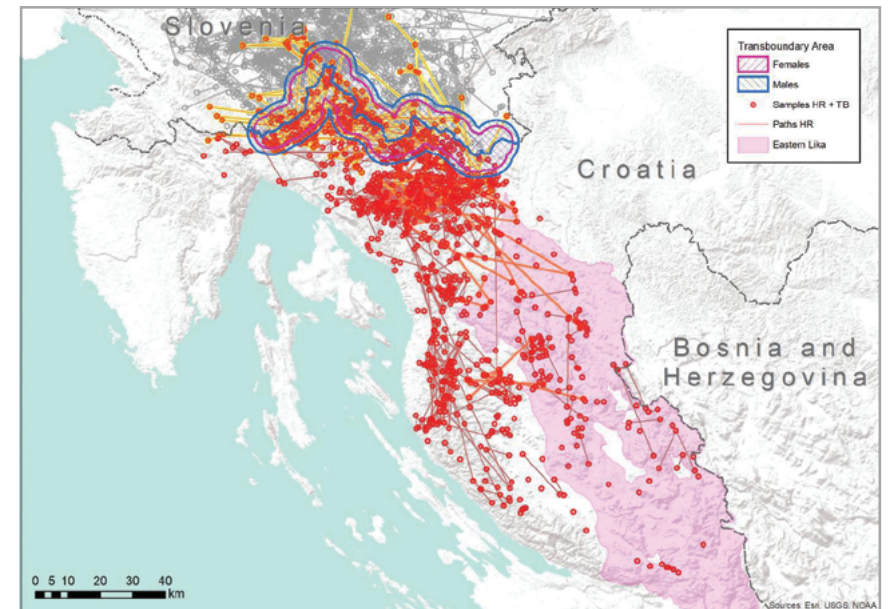 Slovenia
Transboundary Area
Females
Males
Samples HR + TB
Paths HR
Eastern Lika
Croatia
Bosnia and
Herzegovina
0 5 10 20 30 40
km
Sources: Esri, USGS, NOAA